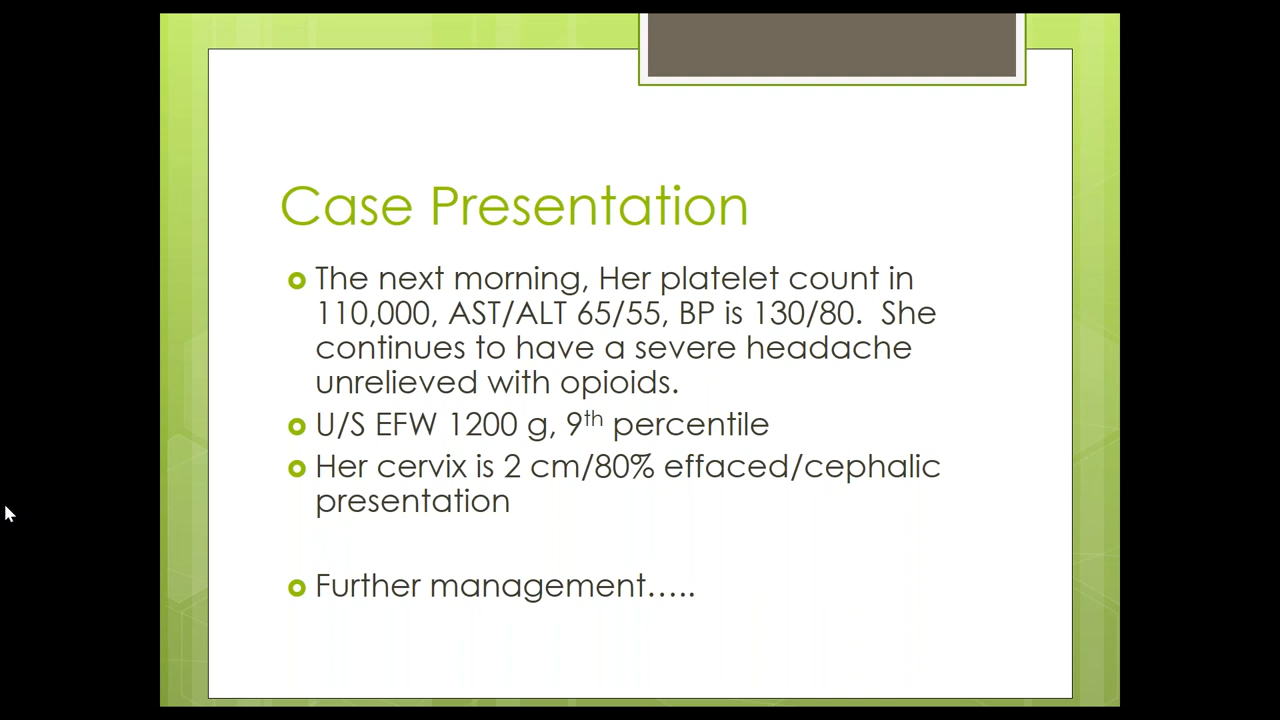 Case Presentation
The next morning, Her platelet count in
110,000, AST/ALT 65/55, BP is 130/80.  She
continues to have a severe headache
unrelieved with opioids.
U/S EFW 1200 g, 9th percentile
Her cervix is 2 cm/80% effaced/cephalic
presentation
Further management…..